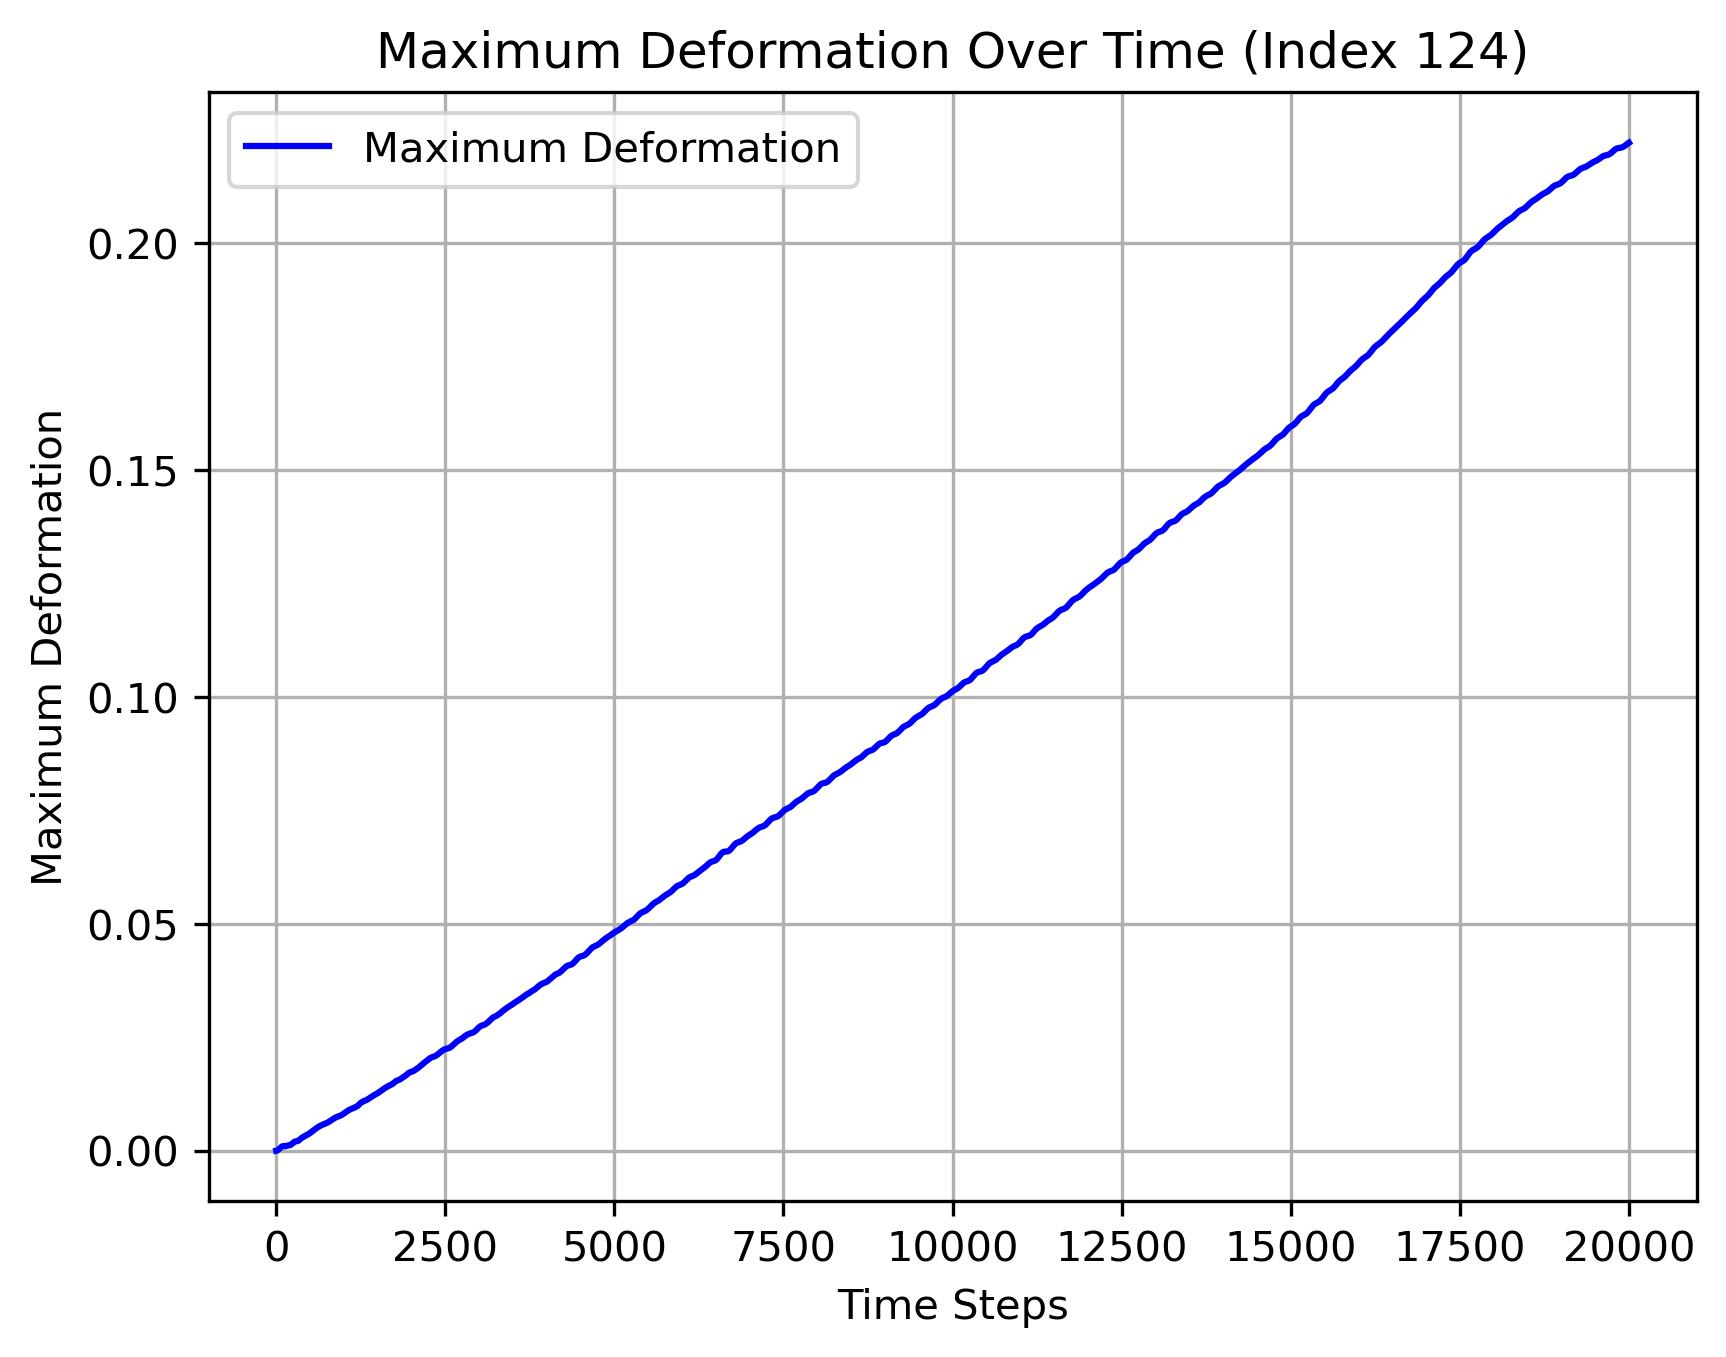 Maximum Deformation Over Time (Index 124)
Maximum Deformation
Maximum Deformation
0.20
0.15
0.10
0.05
0.00
0 2500 5000 7500 10000 12500 15000 17500 20000
Time Steps